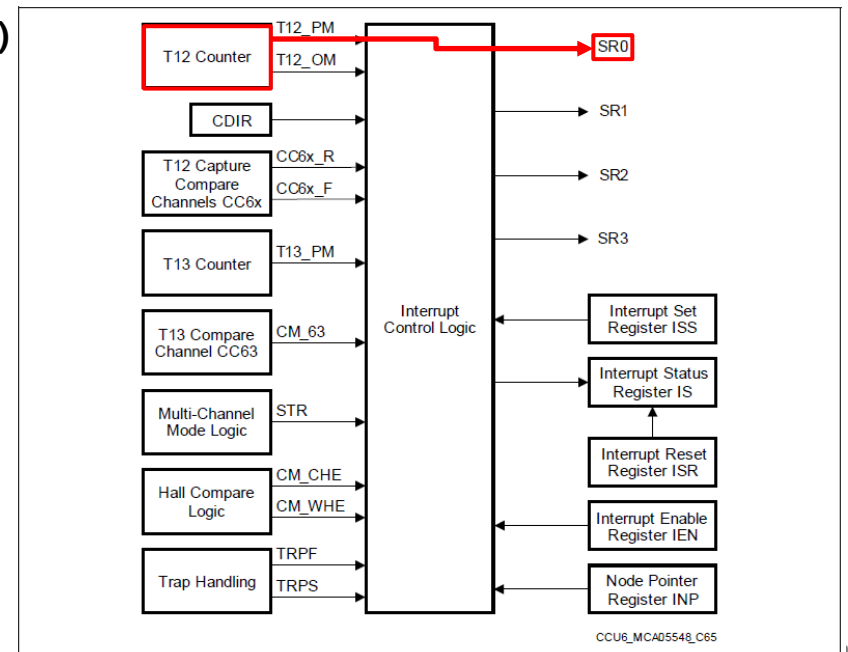 )
T12 Counter
T12_PM
T12_OM
SR0
CDIR
SR1
T12 Capture
Compare
Channels CC6x
CC6x_R
CC6x_F
SR2
T13 Counter
T13_PM
SR3
Interrupt
Control Logic
T13 Compare
Channel CC63
CM_63
Interrupt Set
Register ISS
Interrupt Status
Register IS
Multi-Channel
Mode Logic
STR
Interrupt Reset
Register ISR
Hall Compare
Logic
CM_CHE
CM_WHE
Interrupt Enable
Register IEN
Trap Handling
TRPF
TRPS
Node Pointer
Register INP
CCU6_MCA05548_C65